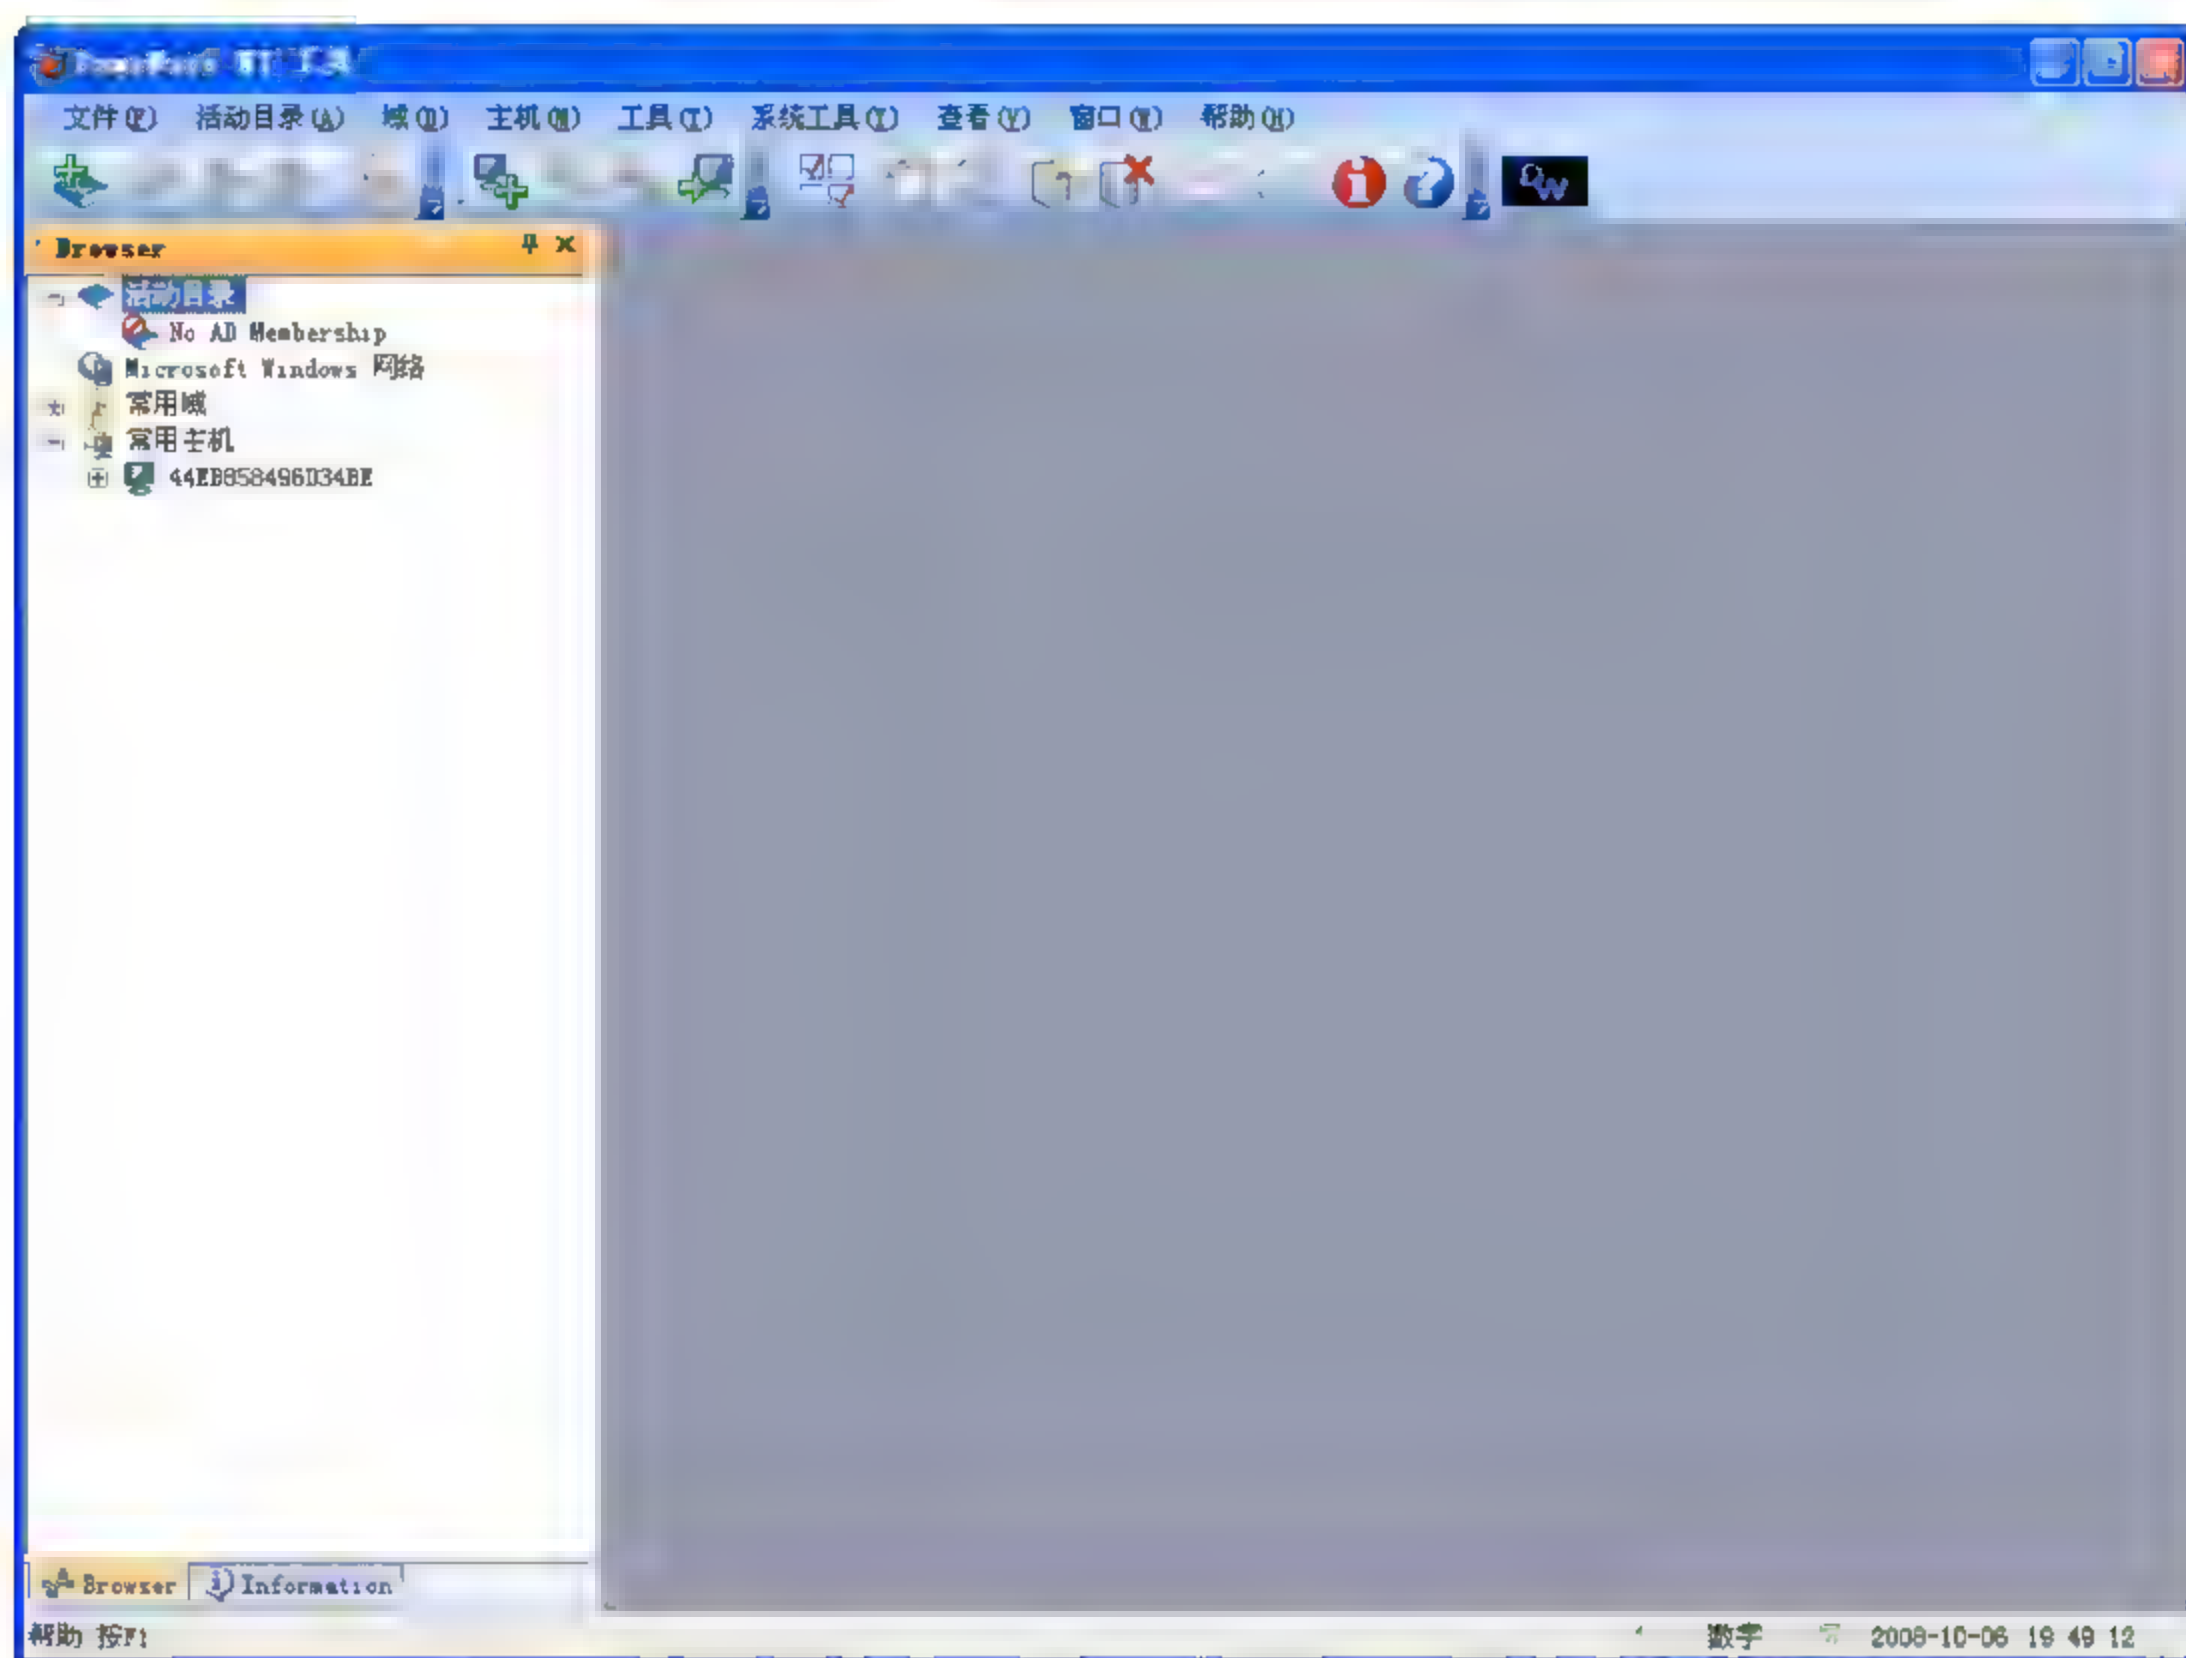 文件(F) 活动目录(A) 域(D) 主机(M) 工具(T) 系统工具(Y) 查看(V) 窗口(W) 帮助(H)
Browser
活动目录
No AD Membership
Microsoft Windows 网络
常用域
常用主机
44EB858496D34BE
Browser Information
帮助 按F1 数字 2008-10-06 19 49 12